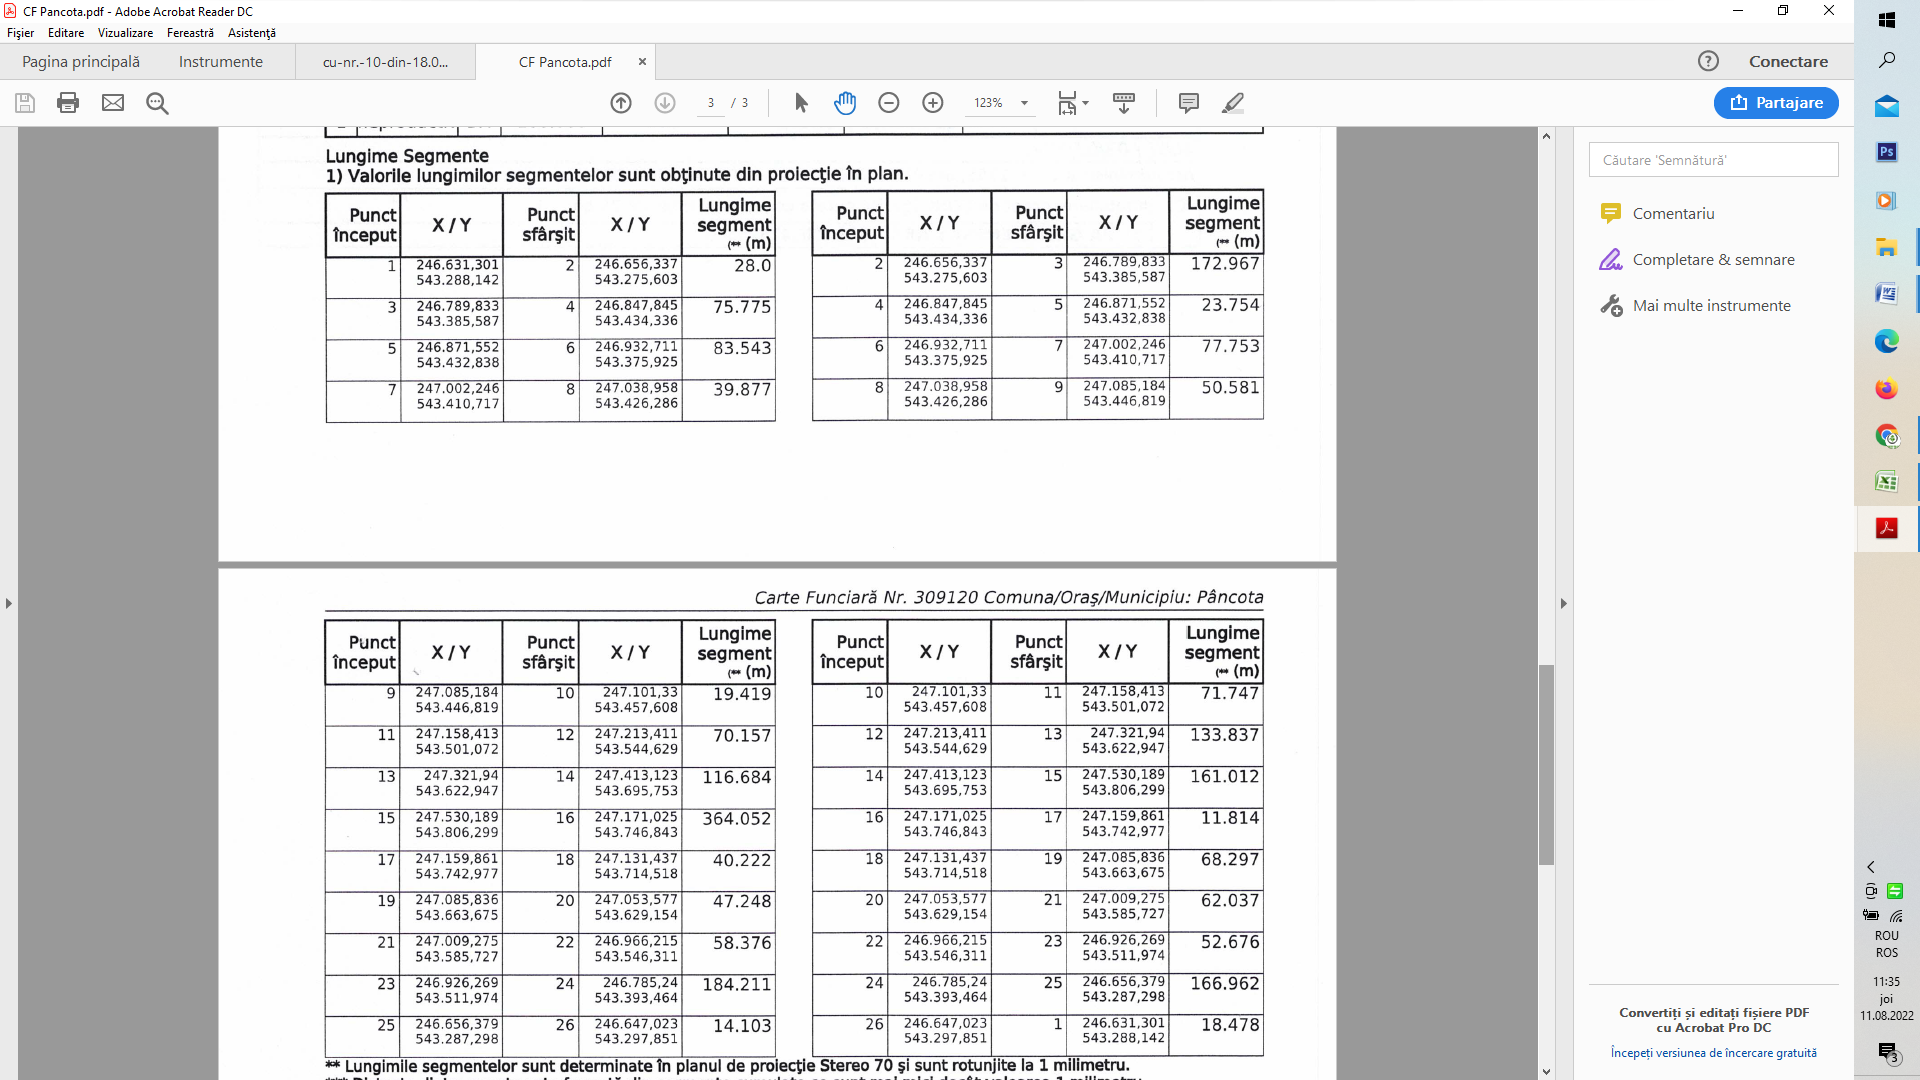 CF Pancota.pdf - Adobe Acrobat Reader DC
Fișier Editare Vizualizare Fereastră Asistență
Pagina principală Instrumente cu-nr.-10-din-18.0... CF Pancota.pdf × Conectare
3 / 3 123% Partajare
Lungime Segmente
1) Valorile lungimilor segmentelor sunt obţinute din proiecţie în plan.
Punct început X / Y Punct sfârşit X / Y Lungime segment (** (m)
1 246.631,301 2 246.656,337 28.0
543.288,142 543.275,603
3 246.789,833 4 246.847,845 75.775
543.385,587 543.434,336
5 246.871,552 6 246.932,711 83.543
543.432,838 543.375,925
7 247.002,246 8 247.038,958 39.877
543.410,717 543.426,286
Punct început X / Y Punct sfârşit X / Y Lungime segment (** (m)
2 246.656,337 3 246.789,833 172.967
543.275,603 543.385,587
4 246.847,845 5 246.871,552 23.754
543.434,336 543.432,838
6 246.932,711 7 247.002,246 77.753
543.375,925 543.410,717
8 247.038,958 9 247.085,184 50.581
543.426,286 543.446,819
Carte Funciară Nr. 309120 Comuna/Oraş/Municipiu: Pâncota
Punct început X / Y Punct sfârşit X / Y Lungime segment (** (m)
9 247.085,184 10 247.101,33 19.419
543.446,819 543.457,608
11 247.158,413 12 247.213,411 70.157
543.501,072 543.544,629
13 247.321,94 14 247.413,123 116.684
543.622,947 543.695,753
15 247.530,189 16 247.171,025 364.052
543.806,299 543.746,843
17 247.159,861 18 247.131,437 40.222
543.742,977 543.714,518
19 247.085,836 20 247.053,577 47.248
543.663,675 543.629,154
21 247.009,275 22 246.966,215 58.376
543.585,727 543.546,311
23 246.926,269 24 246.785,24 184.211
543.511,974 543.393,464
25 246.656,379 26 246.647,023 14.103
543.287,298 543.297,851
Punct început X / Y Punct sfârşit X / Y Lungime segment (** (m)
10 247.101,33 11 247.158,413 71.747
543.457,608 543.501,072
12 247.213,411 13 247.321,94 133.837
543.544,629 543.622,947
14 247.413,123 15 247.530,189 161.012
543.695,753 543.806,299
16 247.171,025 17 247.159,861 11.814
543.746,843 543.742,977
18 247.131,437 19 247.085,836 68.297
543.714,518 543.663,675
20 247.053,577 21 247.009,275 62.037
543.629,154 543.585,727
22 246.966,215 23 246.926,269 52.676
543.546,311 543.511,974
24 246.785,24 25 246.656,379 166.962
543.393,464 543.287,298
26 246.647,023 1 246.631,301 18.478
543.297,851 543.288,142
** Lungimile segmentelor sunt determinate în planul de proiecţie Stereo 70 şi sunt rotunjite la 1 milimetru.
Căutare 'Semnătură'
Comentariu
Completare & semnare
Mai multe instrumente
Convertiți și editați fișiere PDF
cu Acrobat Pro DC
Începeți versiunea de încercare gratuită
Ps
ROU
ROS
11:35
joi
11.08.2022
3